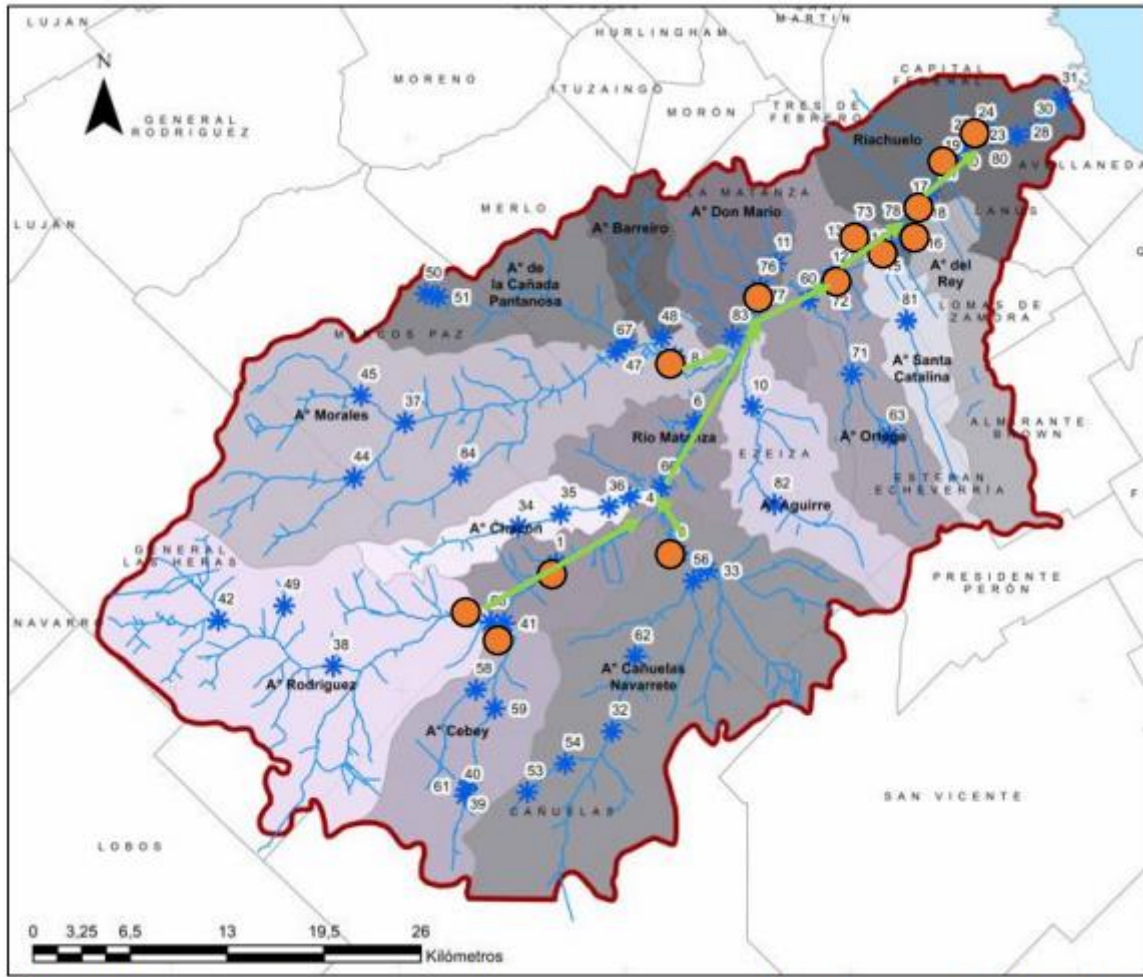 LUJAN
SAN
MARTIN
HURLINGHAM
N
MORENO
CAPITAL
FEDERAL
31
ITUZAINGÓ
GENERAL
RODRIGUEZ
MORÓN
TRES DE
FEBRERO
24
30
Riachuelo
23
28
19
80
AVELLANEDA
LUJÁN
MERLO
LA MATANZA
17
A° Barreiro
A° Don Mario
73
78
18
LANUS
13
16
11
A° de
la Cañada
Pantanosa
12
15
A° del
Rey
50
76
60
51
77
72
LOMAS DE
ZAMORA
81
MARCOS PAZ
48
83
67
47
8
71
A° Santa
Catalina
45
10
A° Morales
37
6
63
ALMIRANTE
BROWN
Río Matanza
A° Ortega
EZEIZA
44
84
66
ESTEBAN
ECHEVERRIA
36
4
82
35
34
A° Aguirre
A° Chacón
GENERAL
LAS HERAS
1
56
33
PRESIDENTE
PERÓN
49
42
NAVARRO
41
38
62
A° Rodriguez
58
A° Cañuelas
Navarrete
59
A° Cebey
32
54
40
61
53
39
CAÑUELAS
SAN VICENTE
LOBOS
0 3,25 6,5 13 19,5 26
Kilómetros